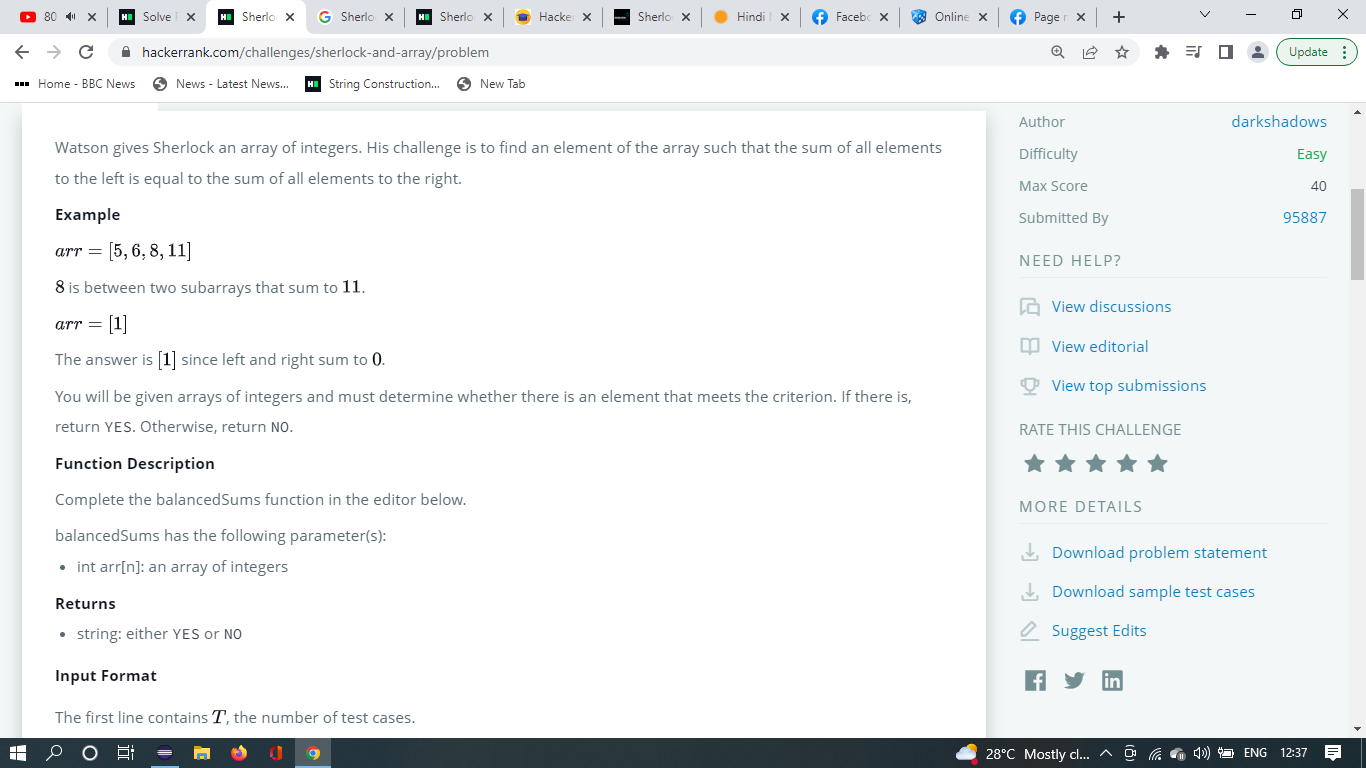 80
Solve
Sherlo
Sherlo
Sherlo
Hacke
Sherlo
Hindi
Faceb
Online
Page r
hackerrank.com/challenges/sherlock-and-array/problem
Update
Home - BBC News
News - Latest News...
String Construction...
New Tab
Watson gives Sherlock an array of integers. His challenge is to find an element of the array such that the sum of all elements
to the left is equal to the sum of all elements to the right.
Example
arr = [5, 6, 8, 11]
8 is between two subarrays that sum to 11.
arr = [1]
The answer is [1] since left and right sum to 0.
You will be given arrays of integers and must determine whether there is an element that meets the criterion. If there is,
return YES. Otherwise, return NO.
Function Description
Complete the balancedSums function in the editor below.
balancedSums has the following parameter(s):
• int arr[n]: an array of integers
Returns
• string: either YES or NO
Input Format
The first line contains T, the number of test cases.
Author darkshadows
Difficulty Easy
Max Score 40
Submitted By 95887
NEED HELP?
View discussions
View editorial
View top submissions
RATE THIS CHALLENGE
MORE DETAILS
Download problem statement
Download sample test cases
Suggest Edits
28°C Mostly cl... ENG 12:37